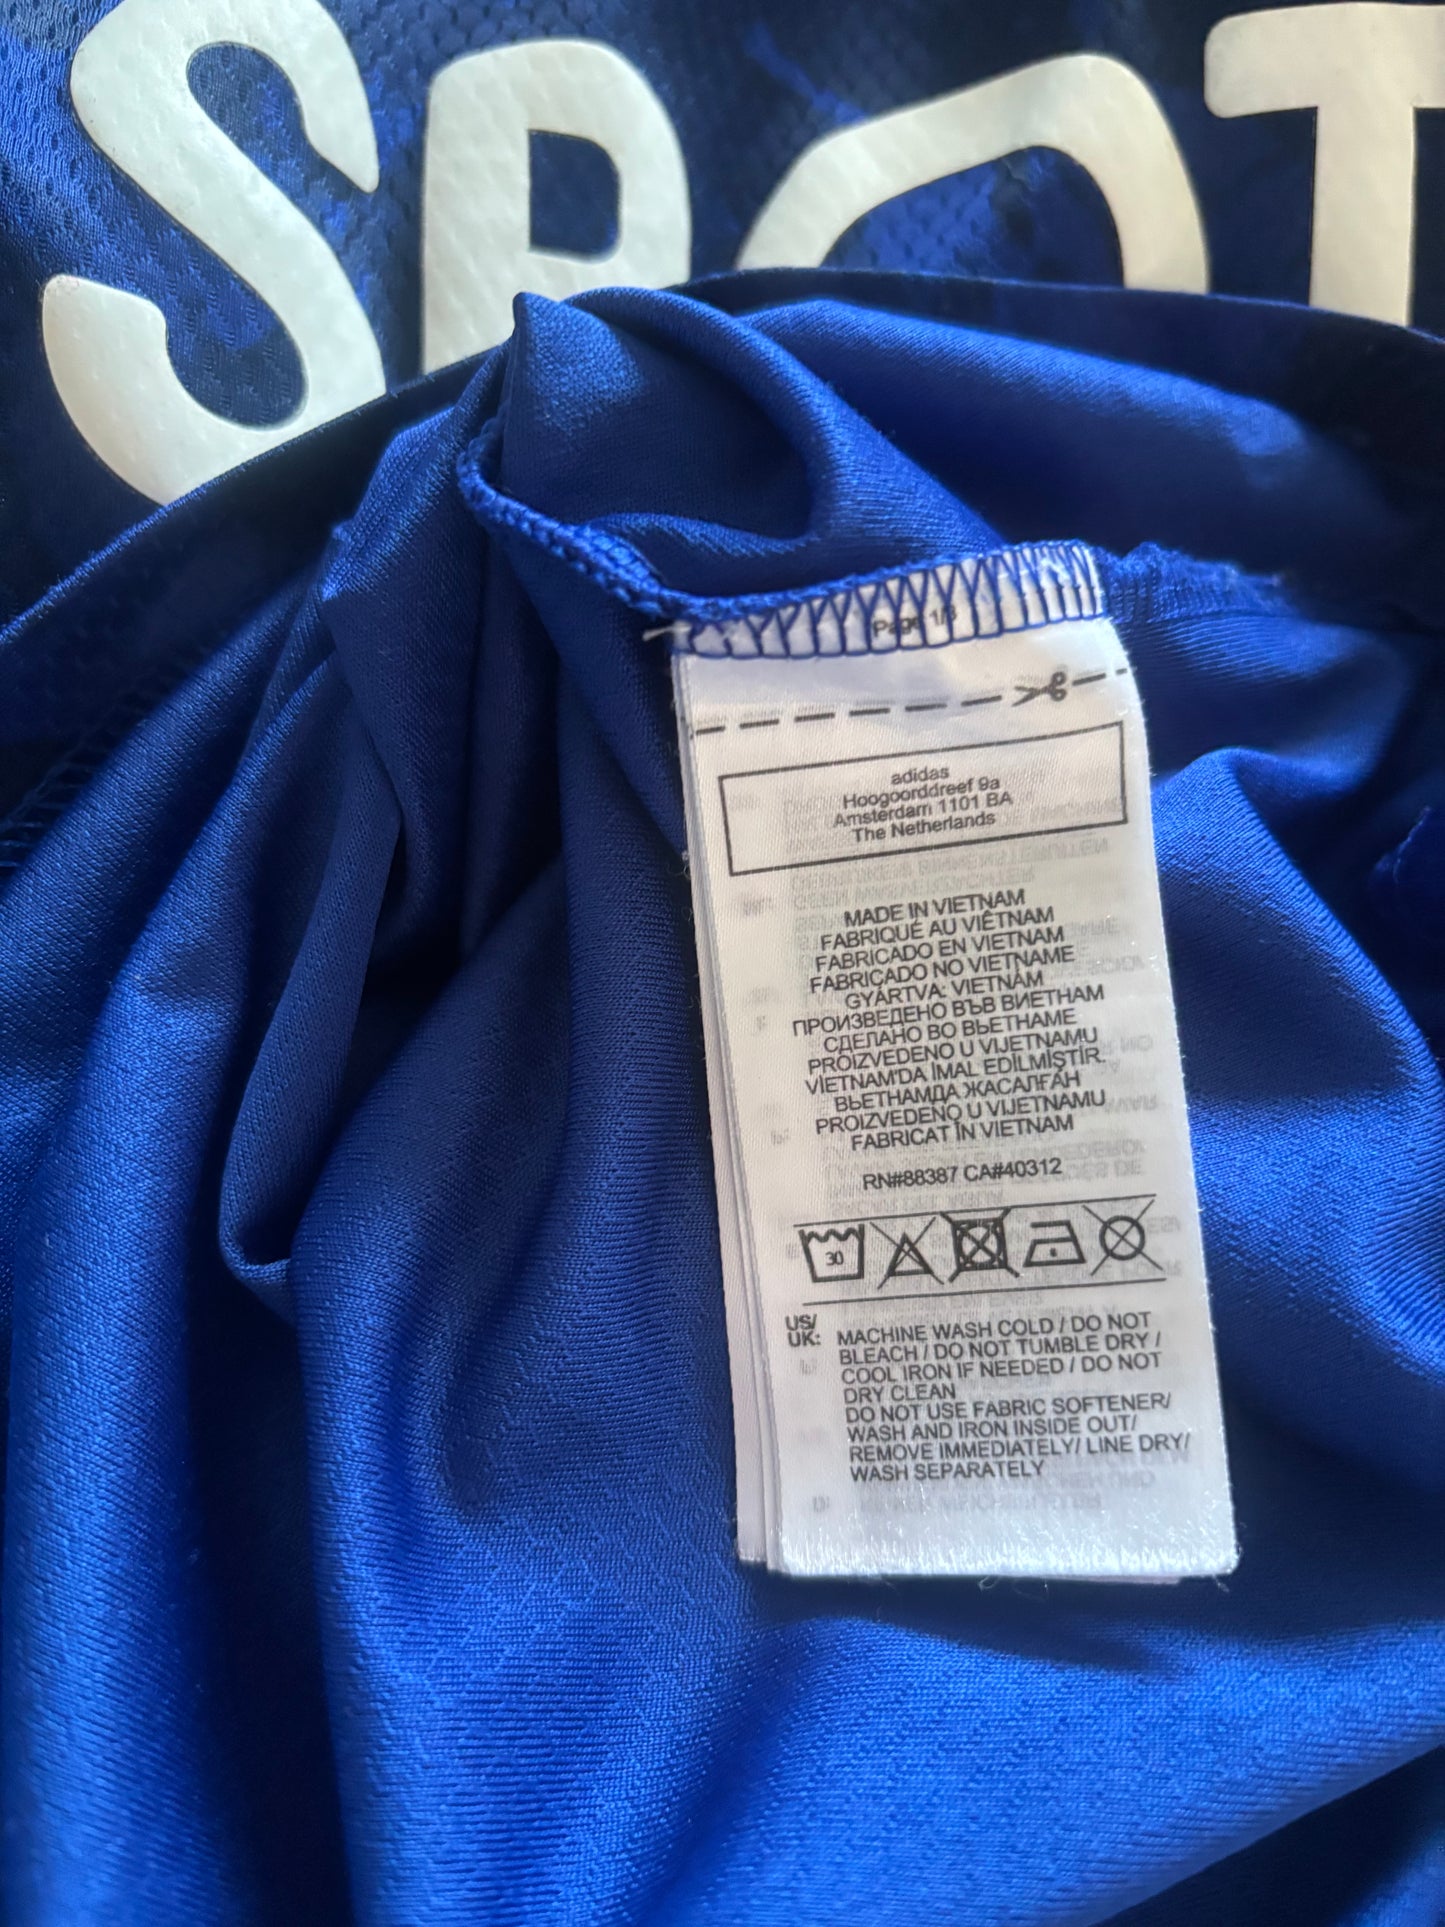 SPOT
Page 1/8
adidas
Hoogoorddreef 9a
Amsterdam 1101 BA
The Netherlands
MADE IN VIETNAM
FABRIQUÉ AU VIÊTNAM
FABRICADO EN VIETNAM
FABRICADO NO VIETNAME
GYÁRTVA: VIETNÁM
ПРОИЗВЕДЕНО ВЪВ ВИЕТНАМ
СДЕЛАНО ВО ВЬЕТНАМЕ
PROIZVEDENO U VIJETNAMU
VİETNAM'DA İMAL EDİLMİŞTİR.
ВЬЕТНАМДА ЖАСАЛҒАН
PROIZVEDENO U VIJETNAMU
FABRICAT ÎN VIETNAM
RN#88387 CA#40312
30
US/
UK: MACHINE WASH COLD / DO NOT
BLEACH / DO NOT TUMBLE DRY /
COOL IRON IF NEEDED / DO NOT
DRY CLEAN
DO NOT USE FABRIC SOFTENER/
WASH AND IRON INSIDE OUT/
REMOVE IMMEDIATELY/ LINE DRY/
WASH SEPARATELY